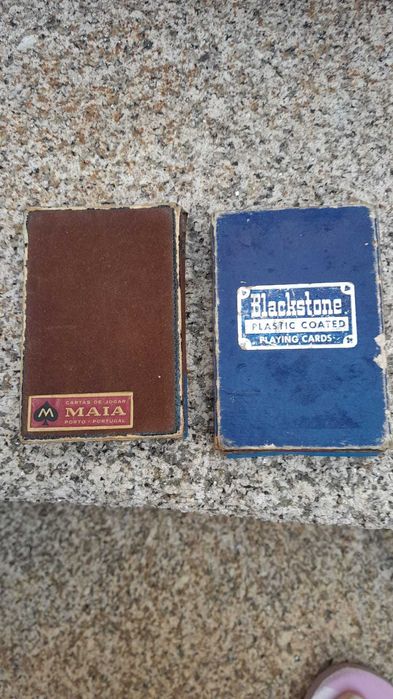 M
CARTAS DE JOGAR
MAIA
PORTO • PORTUGAL
Blackstone
PLASTIC COATED
PLAYING CARDS